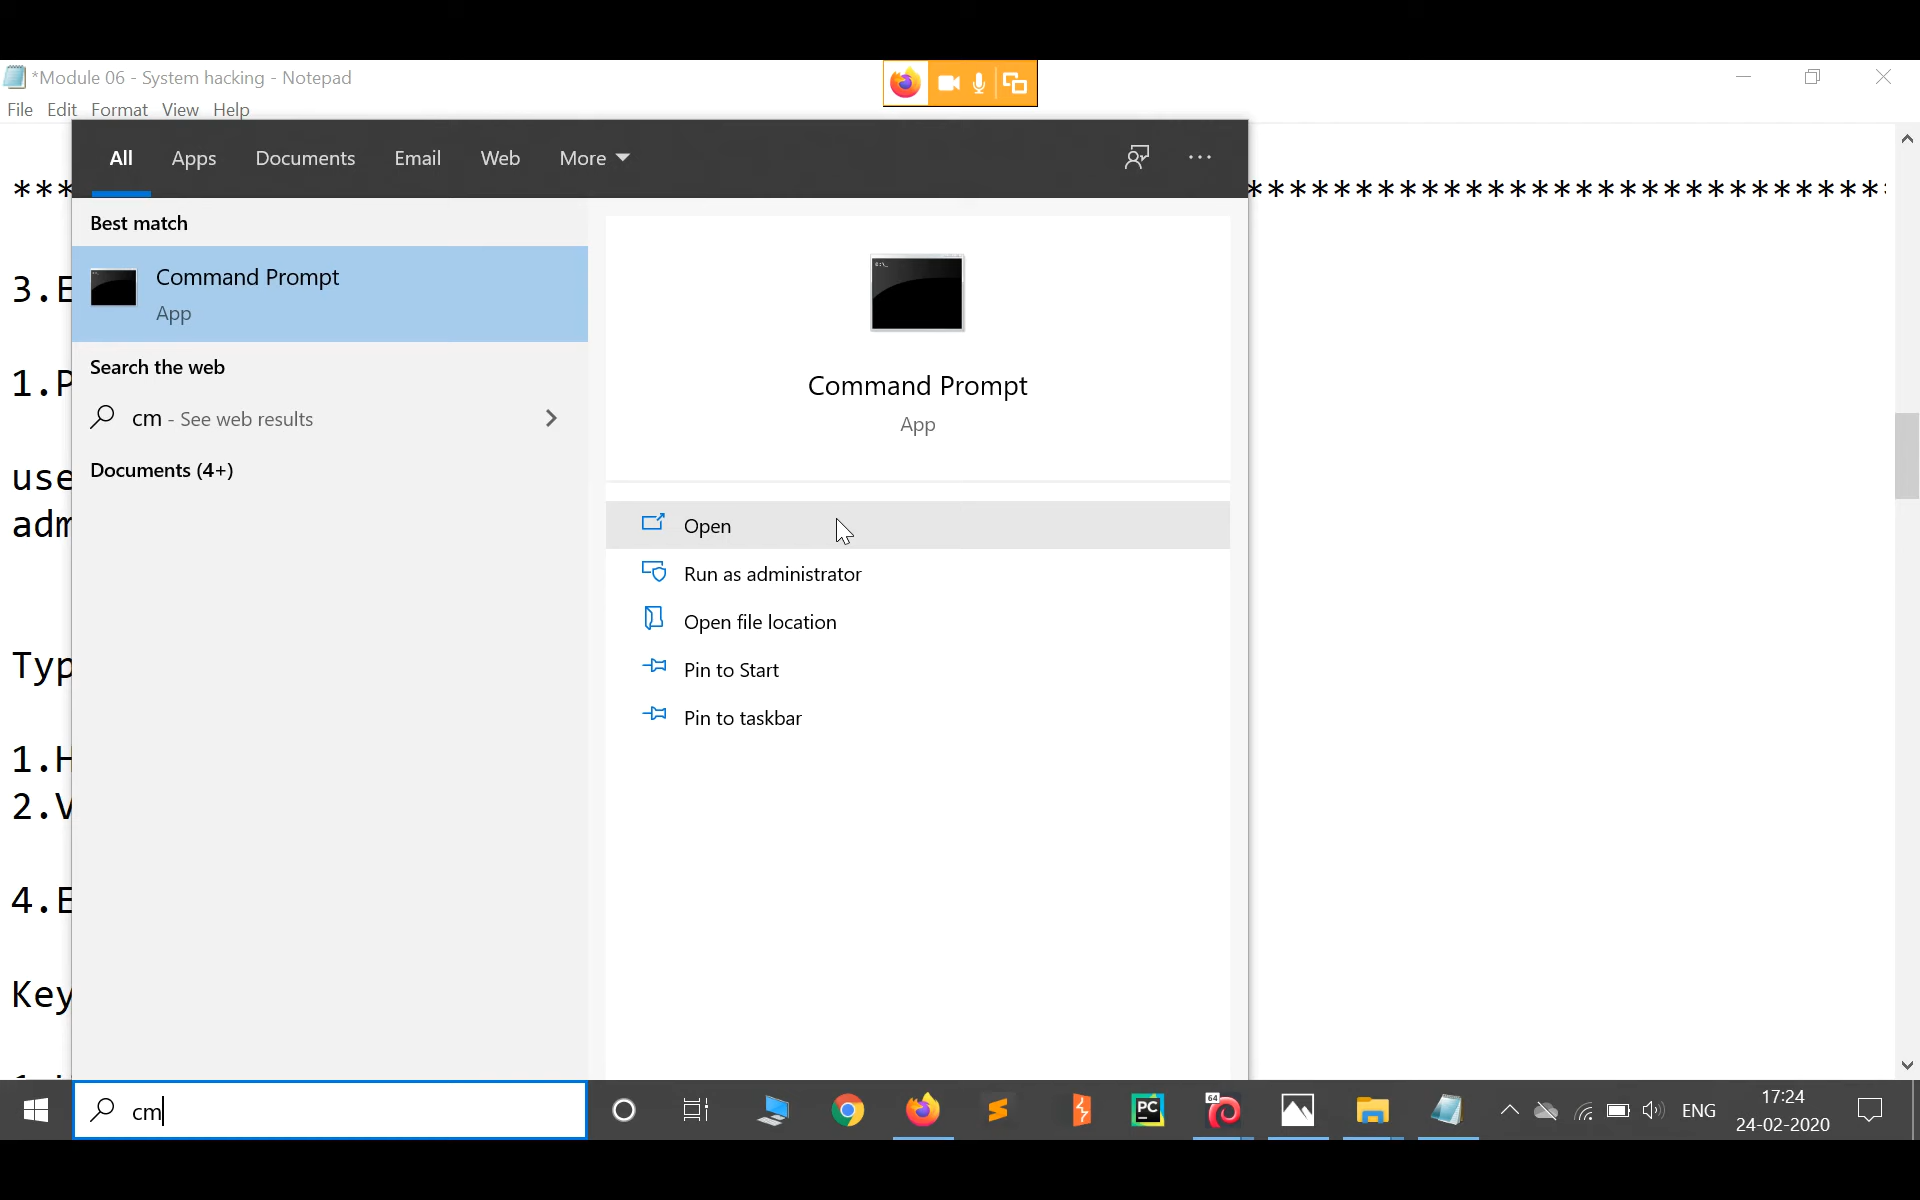 *Module 06 - System hacking - Notepad
File Edit Format View Help
All Apps Documents Email Web More
***
******************************
Best match
Command Prompt
App
3.E
Search the web
1.P
cm - See web results
Documents (4+)
use
adm
Typ
1.H
2.V
4.E
Key
Command Prompt
App
Open
Run as administrator
Open file location
Pin to Start
Pin to taskbar
cm
PC
64
ENG
17:24
24-02-2020